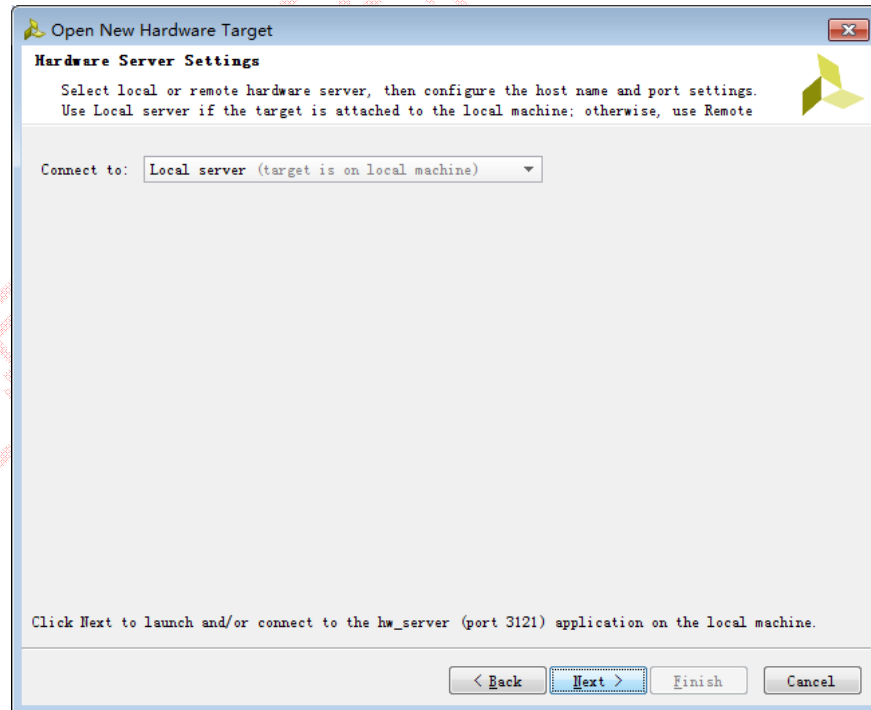 Open New Hardware Target
Hardware Server Settings
Select local or remote hardware server, then configure the host name and port settings.
Use Local server if the target is attached to the local machine; otherwise, use Remote
Connect to: Local server (target is on local machine)
Click Next to launch and/or connect to the hw_server (port 3121) application on the local machine.
< Back Next > Finish Cancel